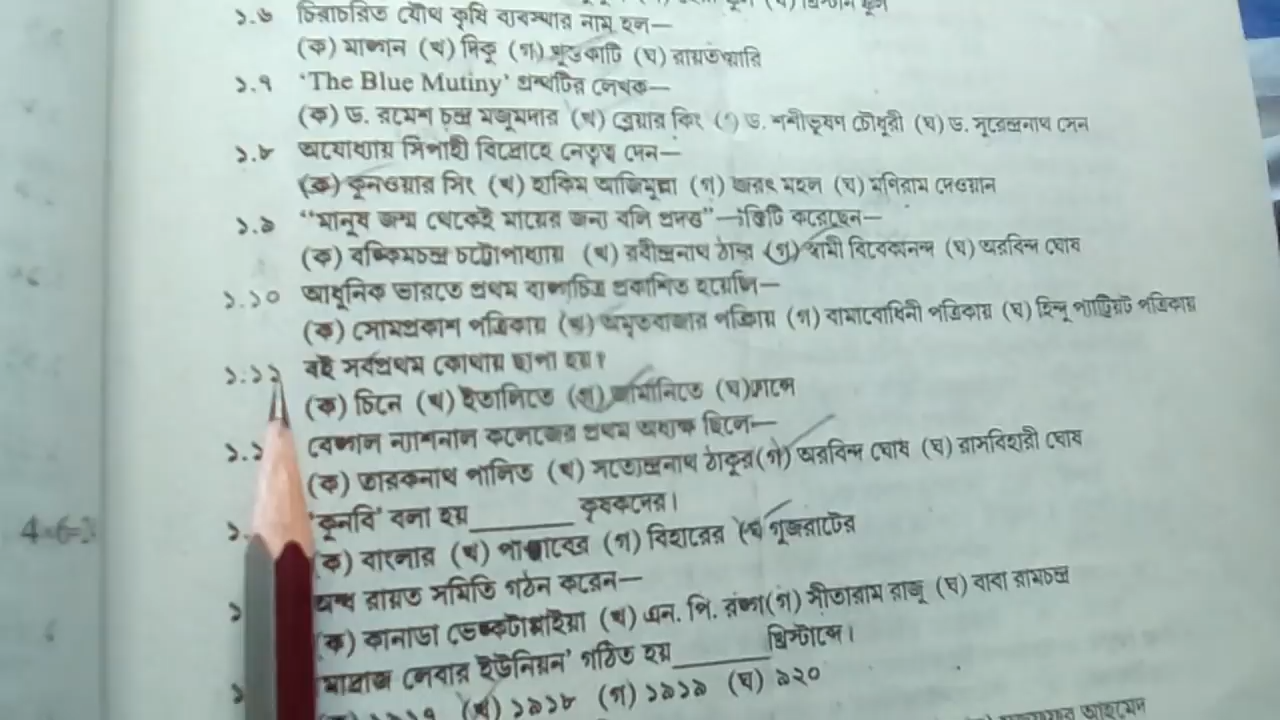 ১.৬ চিরাচরিত যৌথ কৃষি ব্যবস্থার নাম হল—
(ক) মাঞ্চান (খ) দিকু (গ) খুন্তকাট্টি (ঘ) রায়তওয়ারি
১.৭ 'The Blue Mutiny' গ্রন্থটির লেখক—
(ক) ড. রমেশ চন্দ্র মজুমদার (খ) ব্লেয়ার কিং ( ) ড. শশীভূষণ চৌধুরী (ঘ) ড. সুরেন্দ্রনাথ সেন
১.৮ অযোধ্যায় সিপাহী বিদ্রোহে নেতৃত্ব দেন—
(ক) কুনওয়ার সিং (খ) হাকিম আজিমুল্লা (গ) জরৎ মহল (ঘ) মণিরাম দেওয়ান
১.৯ "মানুষ জন্ম থেকেই মায়ের জন্য বলি প্রদত্ত"—উক্তিটি করেছেন—
(ক) বঙ্কিমচন্দ্র চট্টোপাধ্যায় (খ) রবীন্দ্রনাথ ঠাকুর (গ) স্বামী বিবেকানন্দ (ঘ) অরবিন্দ ঘোষ
১.১০ আধুনিক ভারতে প্রথম ব্যঙ্গচিত্র প্রকাশিত হয়েছিল—
(ক) সোমপ্রকাশ পত্রিকায় (খ) অমৃতবাজার পত্রিকায় (গ) বামাবোধিনী পত্রিকায় (ঘ) হিন্দু প্যাট্রিয়ট পত্রিকায়
১.১১ বই সর্বপ্রথম কোথায় ছাপা হয়?
(ক) চিনে (খ) ইতালিতে (গ) জার্মানিতে (ঘ) ফ্রান্সে
১.১ বেঙ্গল ন্যাশনাল কলেজের প্রথম অধ্যক্ষ ছিলেন—
(ক) তারকনাথ পালিত (খ) সত্যেন্দ্রনাথ ঠাকুর (গ) অরবিন্দ ঘোষ (ঘ) রাসবিহারী ঘোষ
১. 'কুনবি' বলা হয় ________ কৃষকদের।
ক) বাংলার (খ) পাঞ্জাবের (গ) বিহারের (ঘ গুজরাটের
অন্ধ্র রায়ত সমিতি গঠন করেন—
ক) কানাডা ভেঙ্কটাপ্পাইয়া (খ) এন. পি. রঙ্গা (গ) সীতারাম রাজু (ঘ) বাবা রামচন্দ্র
মাদ্রাজ লেবার ইউনিয়ন' গঠিত হয় ________ খ্রিস্টাব্দে।
(খ) ১৯১৮ (গ) ১৯১৯ (ঘ) ১৯২০